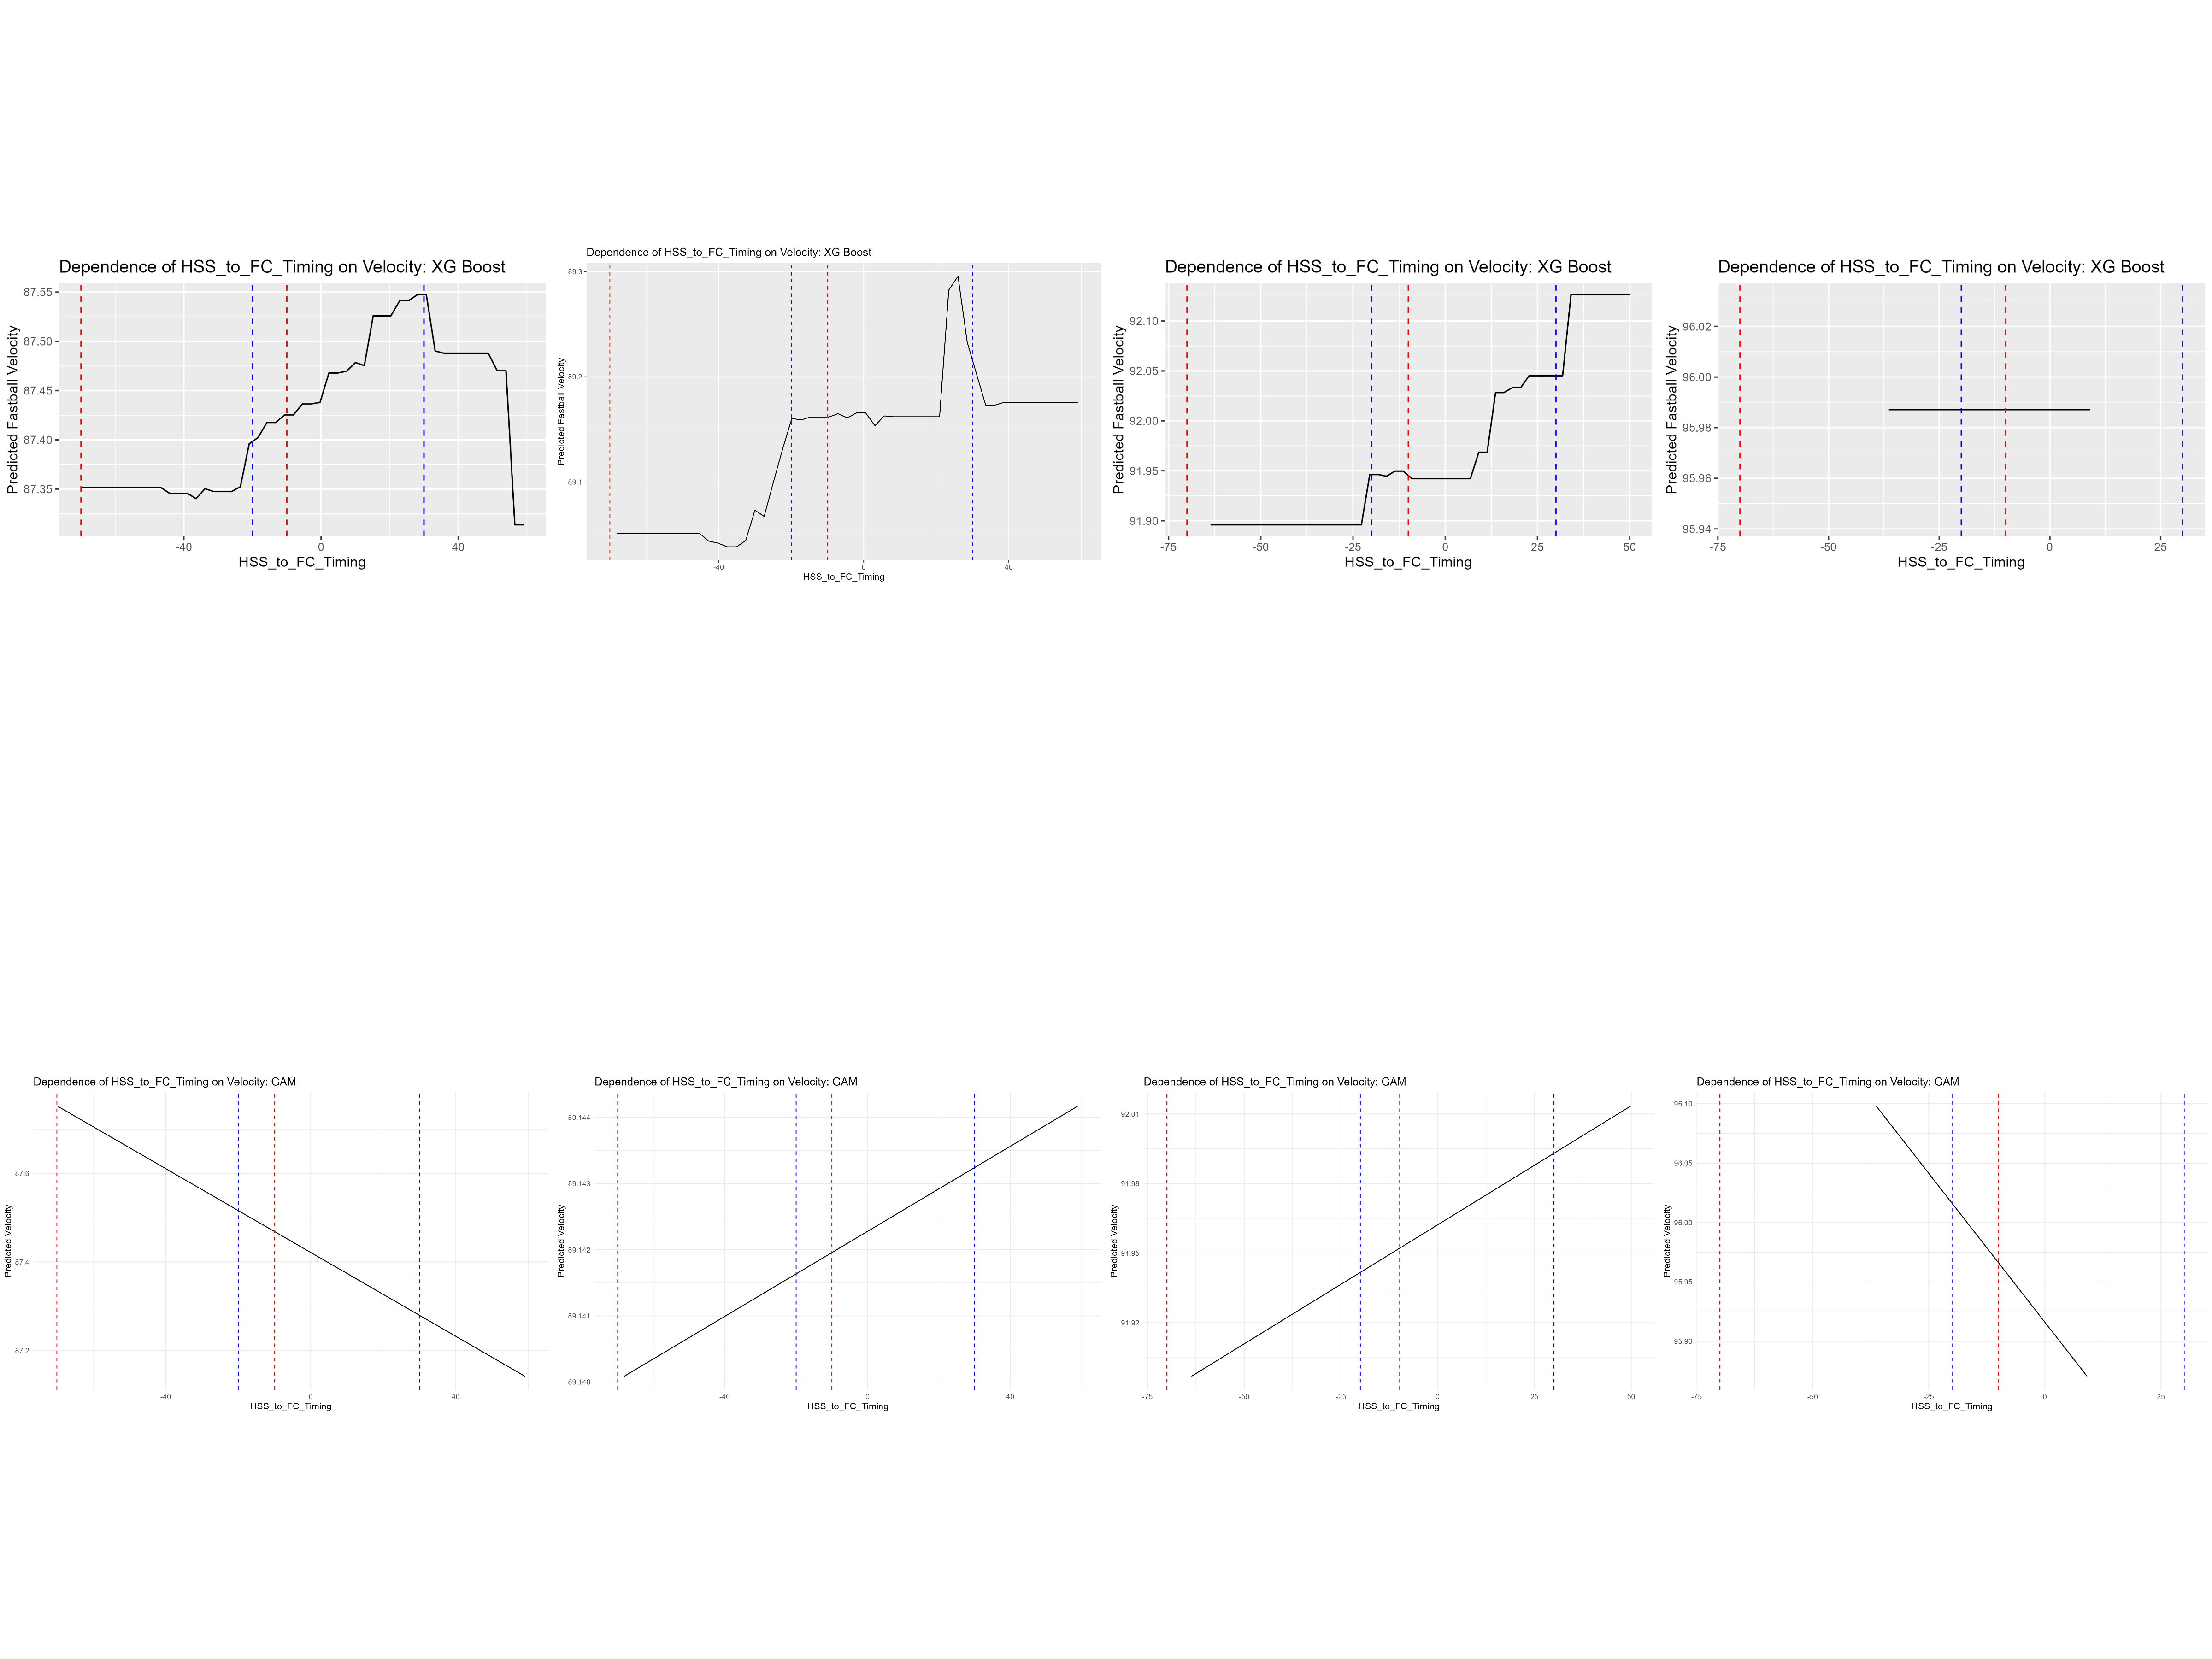 Dependence of HSS_to_FC_Timing on Velocity: XG Boost
87.55
87.50
87.45
87.40
87.35
Predicted Fastball Velocity
-40 0 40
HSS_to_FC_Timing
Dependence of HSS_to_FC_Timing on Velocity: XG Boost
89.3
89.2
89.1
Predicted Fastball Velocity
-40 0 40
HSS_to_FC_Timing
Dependence of HSS_to_FC_Timing on Velocity: XG Boost
92.10
92.05
92.00
91.95
91.90
Predicted Fastball Velocity
-75 -50 -25 0 25 50
HSS_to_FC_Timing
Dependence of HSS_to_FC_Timing on Velocity: XG Boost
96.02
96.00
95.98
95.96
95.94
Predicted Fastball Velocity
-75 -50 -25 0 25
HSS_to_FC_Timing
Dependence of HSS_to_FC_Timing on Velocity: GAM
87.6
87.4
87.2
Predicted Velocity
-40 0 40
HSS_to_FC_Timing
Dependence of HSS_to_FC_Timing on Velocity: GAM
89.144
89.143
89.142
89.141
89.140
Predicted Velocity
-40 0 40
HSS_to_FC_Timing
Dependence of HSS_to_FC_Timing on Velocity: GAM
92.01
91.98
91.95
91.92
Predicted Velocity
-75 -50 -25 0 25 50
HSS_to_FC_Timing
Dependence of HSS_to_FC_Timing on Velocity: GAM
96.10
96.05
96.00
95.95
95.90
Predicted Velocity
-75 -50 -25 0 25
HSS_to_FC_Timing